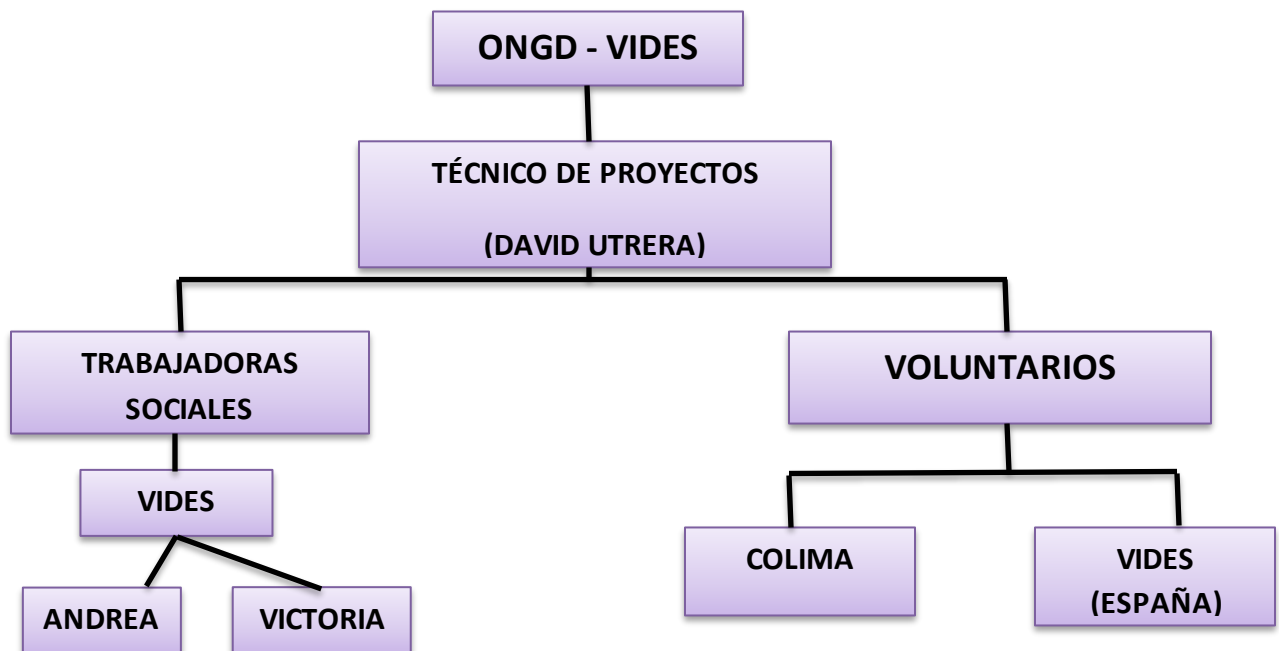 ONGD - VIDES
TÉCNICO DE PROYECTOS
(DAVID UTRERA)
TRABAJADORAS
SOCIALES
VOLUNTARIOS
VIDES
COLIMA
VIDES
(ESPAÑA)
ANDREA
VICTORIA